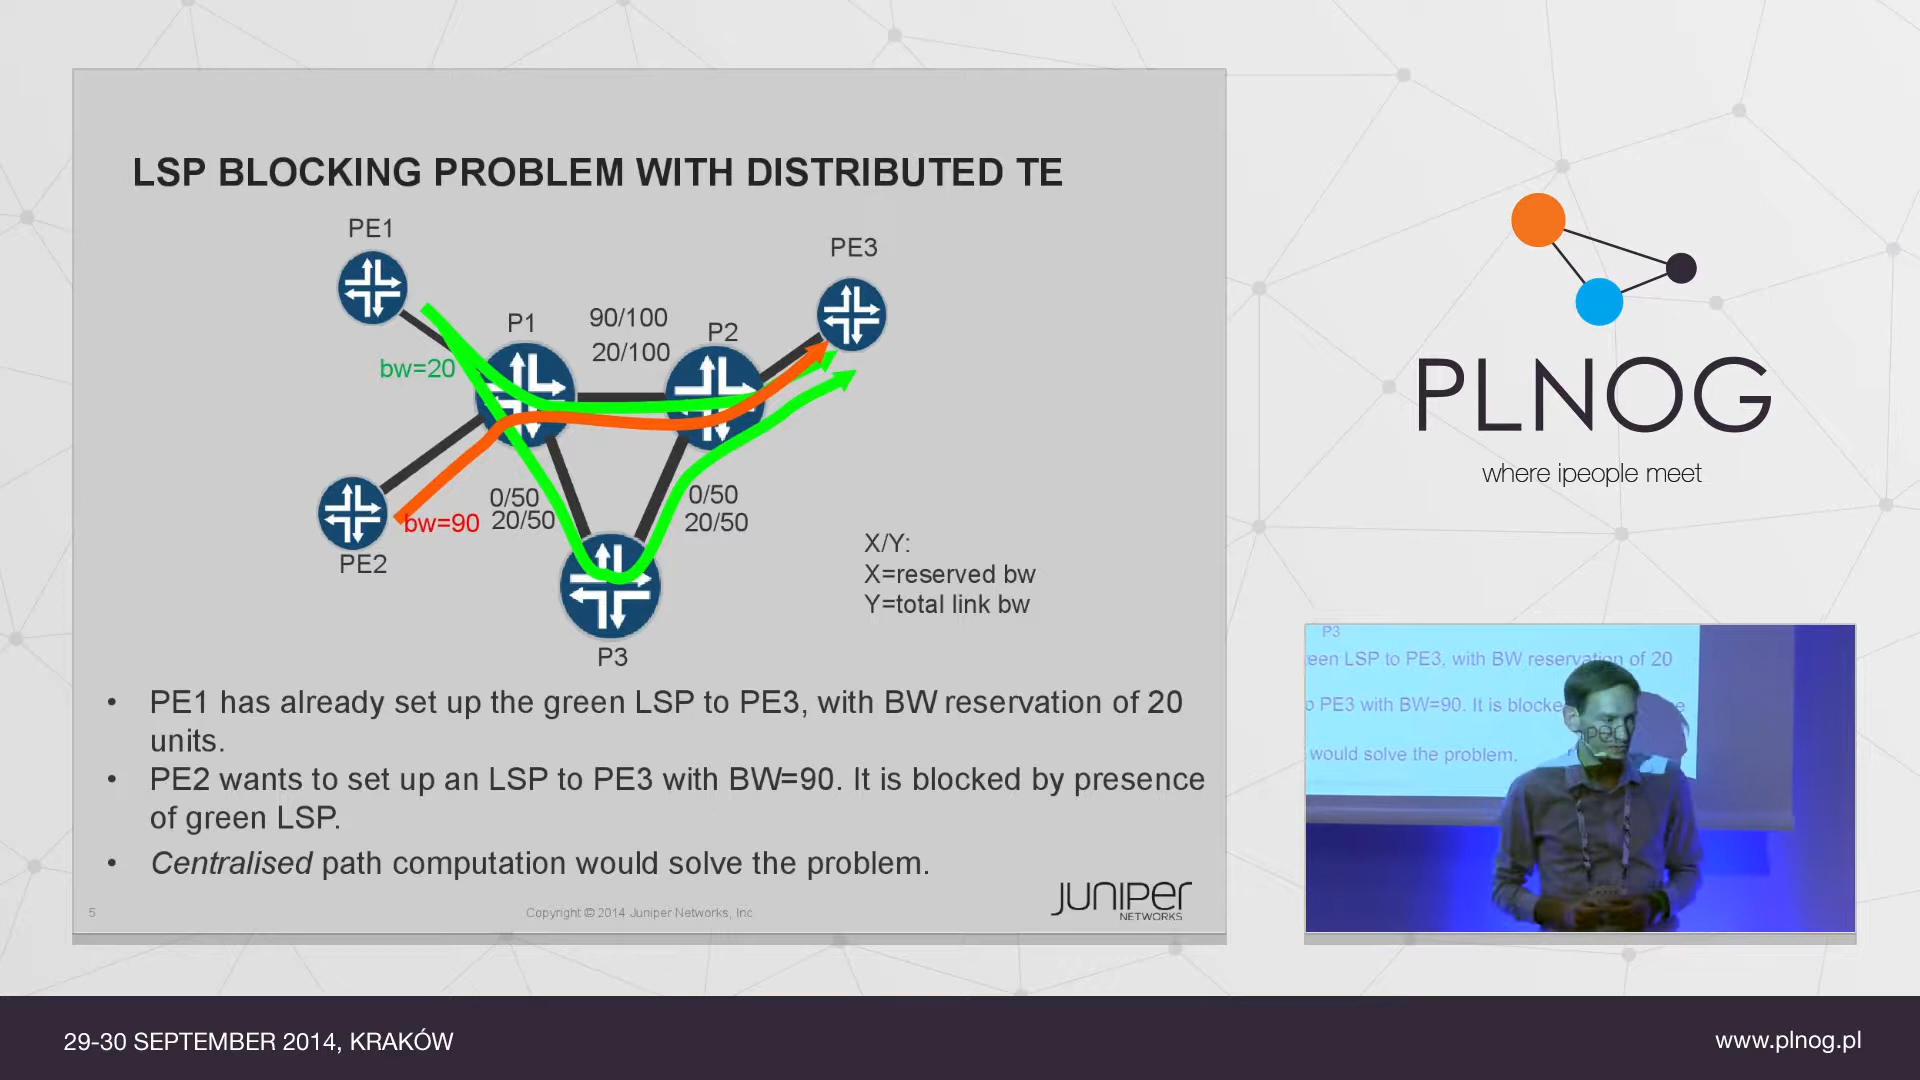 LSP BLOCKING PROBLEM WITH DISTRIBUTED TE
PE1
PE3
P1
90/100
P2
20/100
bw=20
0/50
0/50
bw=90
20/50
20/50
PE2
X/Y:
X=reserved bw
Y=total link bw
P3
• PE1 has already set up the green LSP to PE3, with BW reservation of 20
units.
• PE2 wants to set up an LSP to PE3 with BW=90. It is blocked by presence
of green LSP.
• Centralised path computation would solve the problem.
5
Copyright © 2014 Juniper Networks, Inc
JUNIPER
NETWORKS
PLNOG
where ipeople meet
P3
een LSP to PE3, with BW reservation of 20
o PE3 with BW=90. It is blocke
would solve the problem.
29-30 SEPTEMBER 2014, KRAKÓW
www.plnog.pl